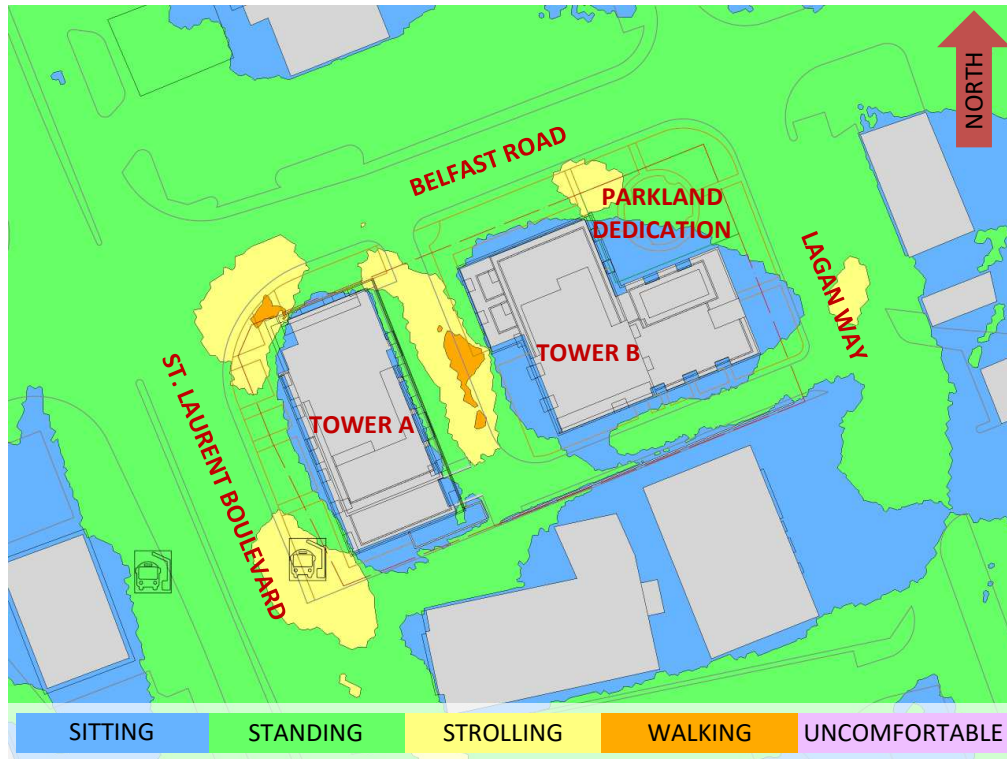 NORTH
BELFAST ROAD
PARKLAND
DEDICATION
LAGAN WAY
TOWER B
ST. LAURENT BOULEVARD
TOWER A
SITTING
STANDING
STROLLING
WALKING
UNCOMFORTABLE